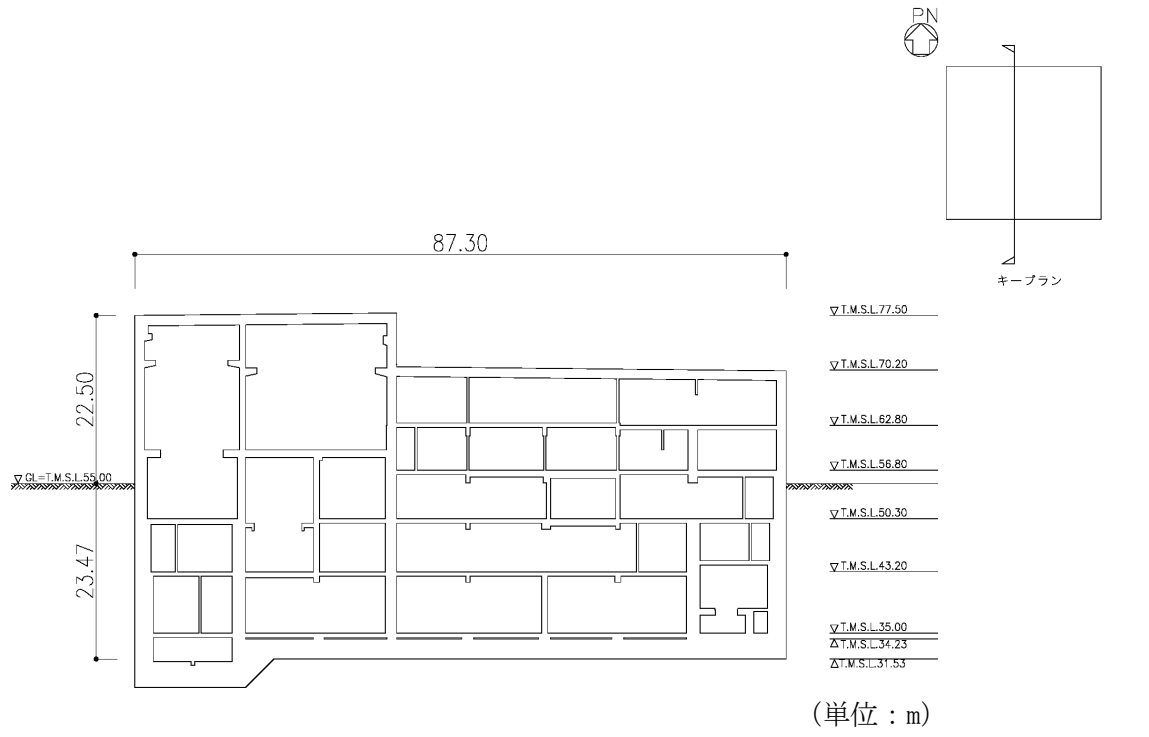 PN
キープラン
87.30
22.50
23.47
▽GL=T.M.S.L.55.00
▽T.M.S.L.77.50
▽T.M.S.L.70.20
▽T.M.S.L.62.80
▽T.M.S.L.56.80
▽T.M.S.L.50.30
▽T.M.S.L.43.20
▽T.M.S.L.35.00
△T.M.S.L.34.23
△T.M.S.L.31.53
(単位：m)